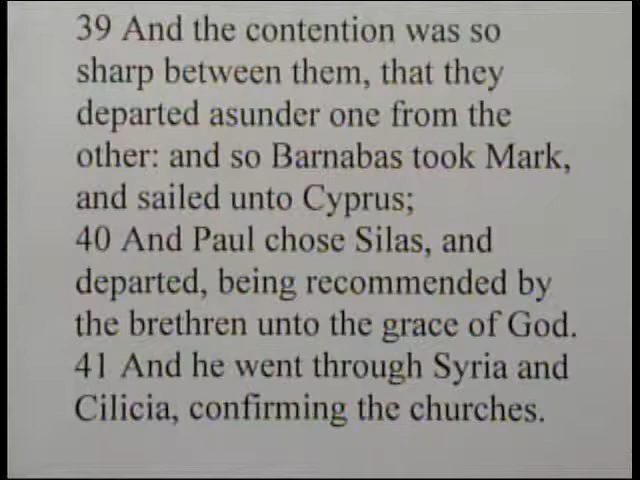 39 And the contention was so
sharp between them, that they
departed asunder one from the
other: and so Barnabas took Mark,
and sailed unto Cyprus;
40 And Paul chose Silas, and
departed, being recommended by
the brethren unto the grace of God.
41 And he went through Syria and
Cilicia, confirming the churches.